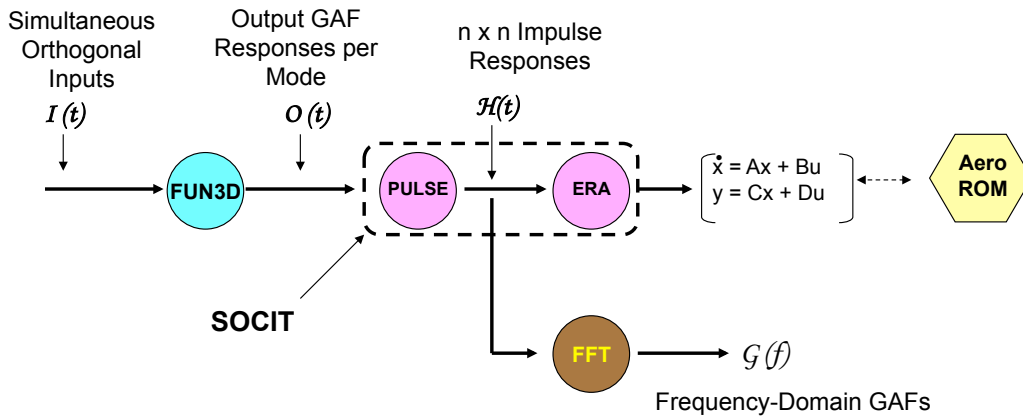 Simultaneous
Orthogonal
Inputs
I (t)
Output GAF
Responses per
Mode
O (t)
n x n Impulse
Responses
ℋ(t)
FUN3D
PULSE
ERA
ẋ = Ax + Bu
y = Cx + Du
Aero
ROM
SOCIT
FFT
𝒢(f)
Frequency-Domain GAFs